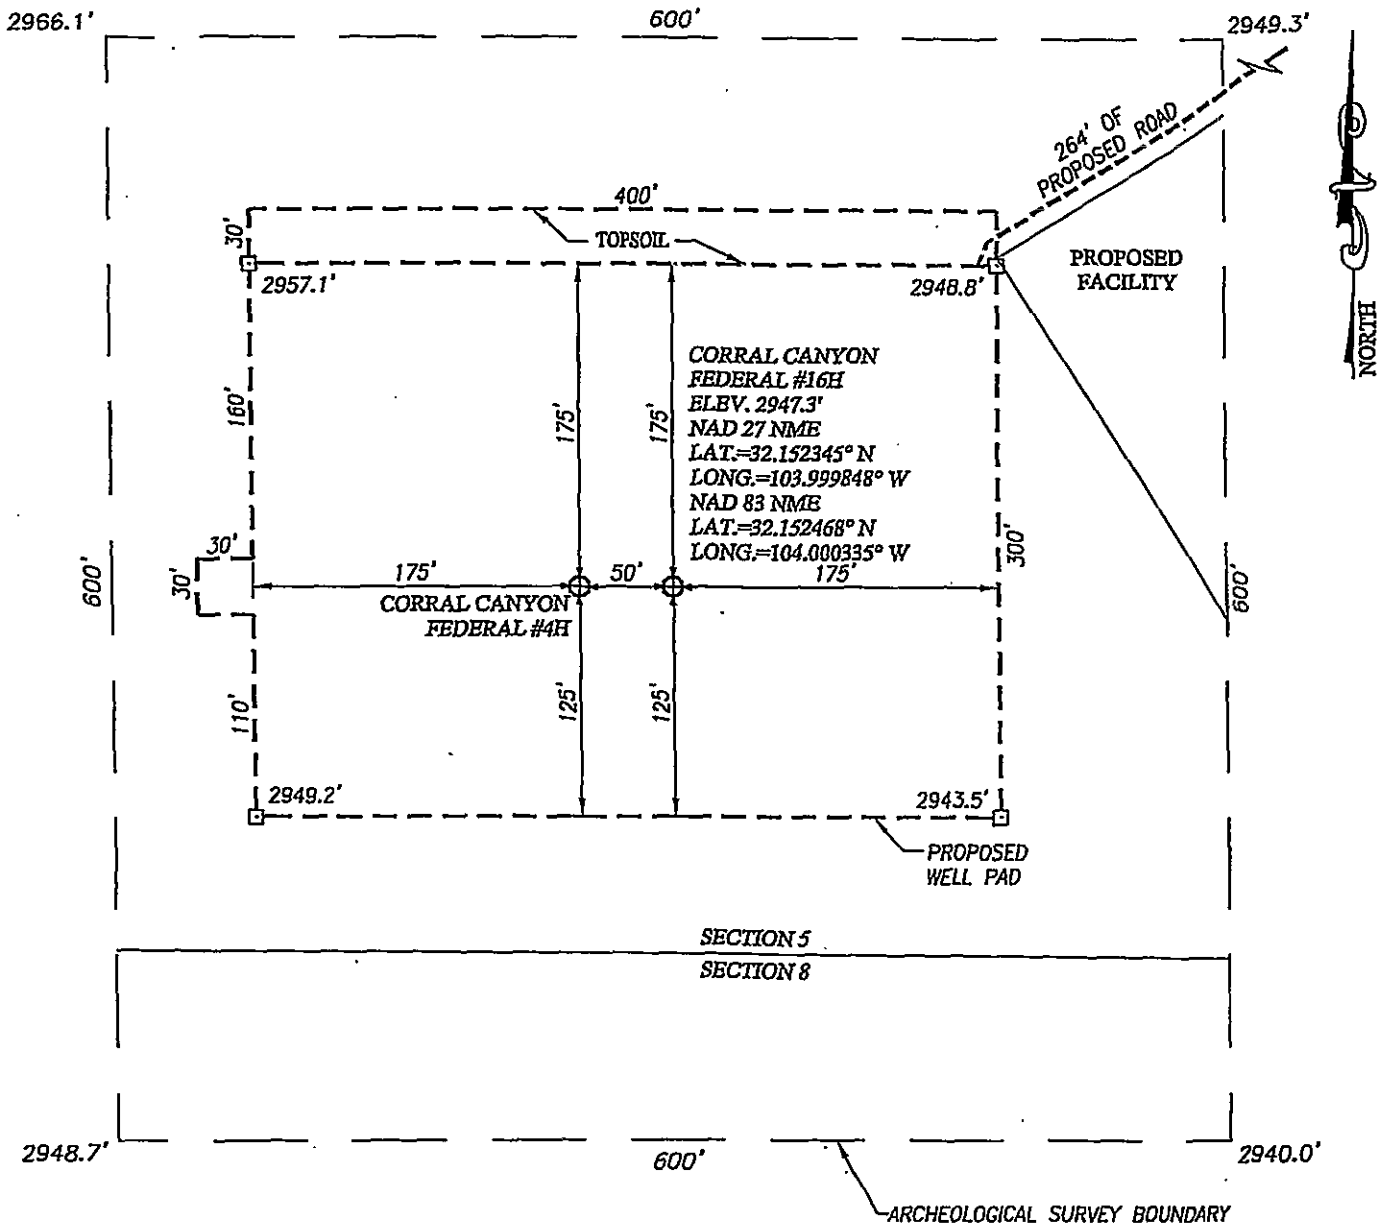 2966.1'
600'
2949.3'
264' OF
PROPOSED ROAD
400'
30'
TOPSOIL
PROPOSED
FACILITY
NORTH
2957.1'
2948.8'
CORRAL CANYON
FEDERAL #16H
ELEV. 2947.3'
NAD 27 NME
LAT.=32.152345° N
LONG.=103.999848° W
NAD 83 NME
LAT.=32.152468° N
LONG.=104.000335° W
160'
175'
175'
30'
30'
600'
175'
50'
175'
300'
600'
CORRAL CANYON
FEDERAL #4H
110'
125'
125'
2949.2'
2943.5'
PROPOSED
WELL PAD
SECTION 5
SECTION 8
2948.7'
600'
2940.0'
ARCHEOLOGICAL SURVEY BOUNDARY